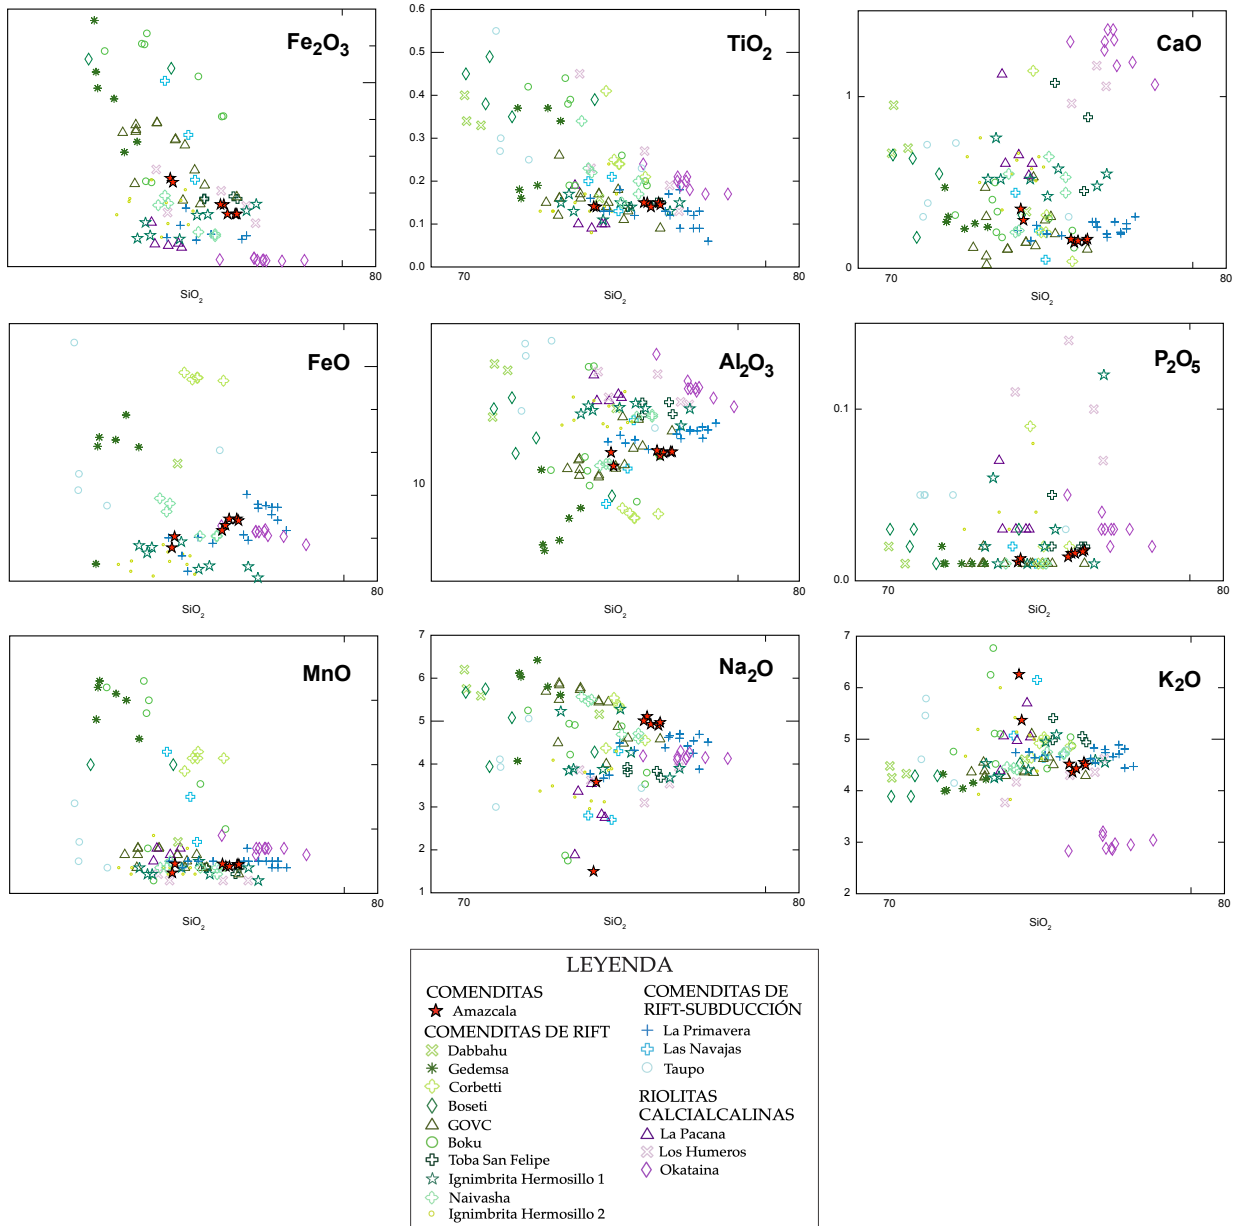 Fe2O3
80
SiO2
0.6
0.5
0.4
0.3
0.2
0.1
0.0
TiO2
70
80
SiO2
1
0
CaO
70
80
SiO2
FeO
80
SiO2
10
Al2O3
80
SiO2
0.1
0.0
P2O5
70
80
SiO2
MnO
80
SiO2
7
6
5
4
3
2
1
Na2O
70
80
SiO2
7
6
5
4
3
2
K2O
70
80
SiO2
LEYENDA
COMENDITAS
Amazcala
COMENDITAS DE RIFT
Dabbahu
Gedemsa
Corbetti
Boseti
GOVC
Boku
Toba San Felipe
Ignimbrita Hermosillo 1
Naivasha
Ignimbrita Hermosillo 2
COMENDITAS DE
RIFT-SUBDUCCIÓN
La Primavera
Las Navajas
Taupo
RIOLITAS
CALCIALCALINAS
La Pacana
Los Humeros
Okataina